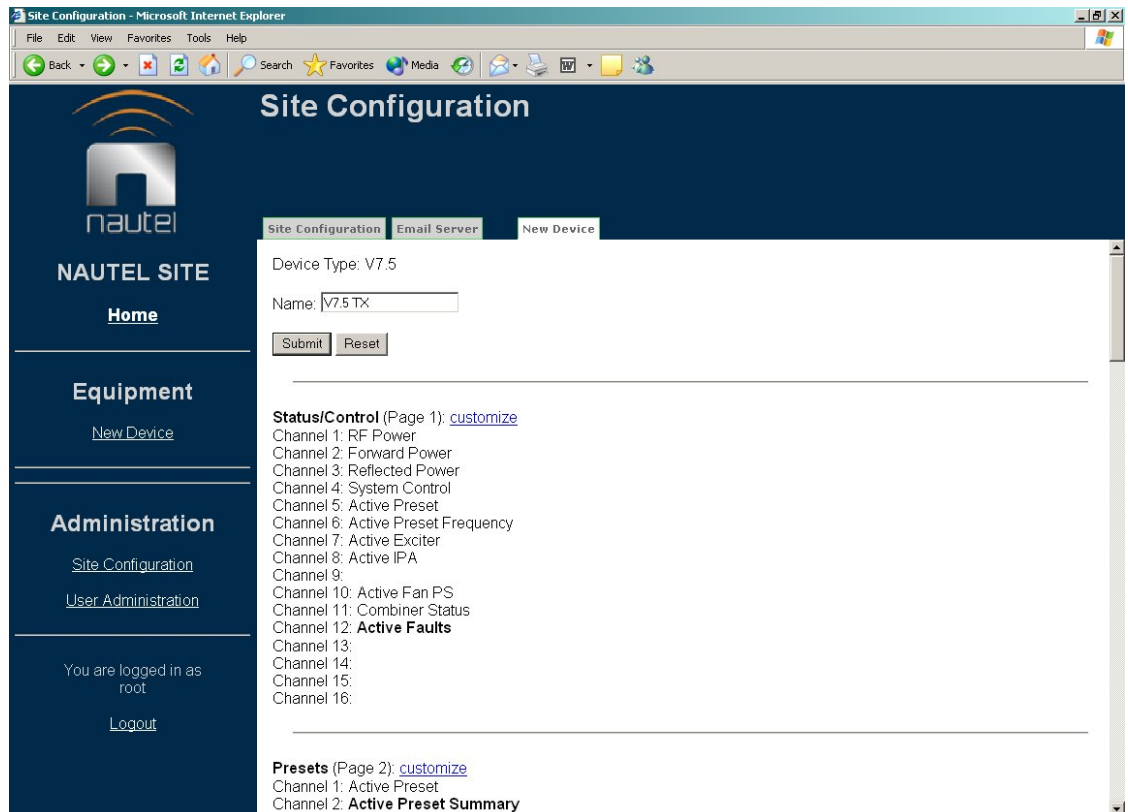 Site Configuration - Microsoft Internet Explorer
File Edit View Favorites Tools Help
Back Search Favorites Media
Site Configuration
nautel
Site Configuration Email Server New Device
NAUTEL SITE
Home
Equipment
New Device
Administration
Site Configuration
User Administration
You are logged in as
root
Logout
Device Type: V7.5
Name: V7.5 TX
Submit Reset
Status/Control (Page 1): customize
Channel 1: RF Power
Channel 2: Forward Power
Channel 3: Reflected Power
Channel 4: System Control
Channel 5: Active Preset
Channel 6: Active Preset Frequency
Channel 7: Active Exciter
Channel 8: Active IPA
Channel 9:
Channel 10: Active Fan PS
Channel 11: Combiner Status
Channel 12: Active Faults
Channel 13:
Channel 14:
Channel 15:
Channel 16:
Presets (Page 2): customize
Channel 1: Active Preset
Channel 2: Active Preset Summary